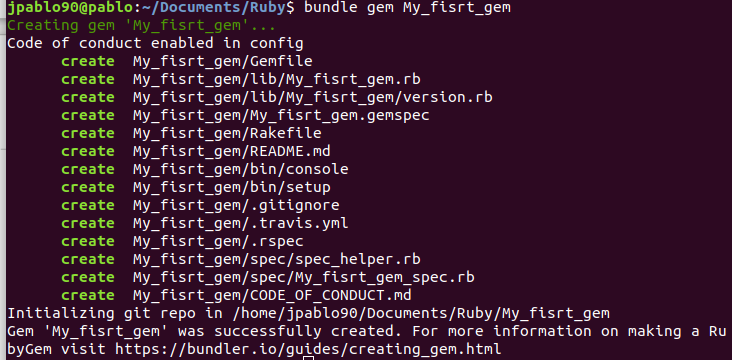 jpablo90@pablo:~/Documents/Ruby$ bundle gem My_fisrt_gem
Creating gem 'My_fisrt_gem'...
Code of conduct enabled in config
create My_fisrt_gem/Gemfile
create My_fisrt_gem/lib/My_fisrt_gem.rb
create My_fisrt_gem/lib/My_fisrt_gem/version.rb
create My_fisrt_gem/My_fisrt_gem.gemspec
create My_fisrt_gem/Rakefile
create My_fisrt_gem/README.md
create My_fisrt_gem/bin/console
create My_fisrt_gem/bin/setup
create My_fisrt_gem/.gitignore
create My_fisrt_gem/.travis.yml
create My_fisrt_gem/.rspec
create My_fisrt_gem/spec/spec_helper.rb
create My_fisrt_gem/spec/My_fisrt_gem_spec.rb
create My_fisrt_gem/CODE_OF_CONDUCT.md
Initializing git repo in /home/jpablo90/Documents/Ruby/My_fisrt_gem
Gem 'My_fisrt_gem' was successfully created. For more information on making a Ru
byGem visit https://bundler.io/guides/creating_gem.html